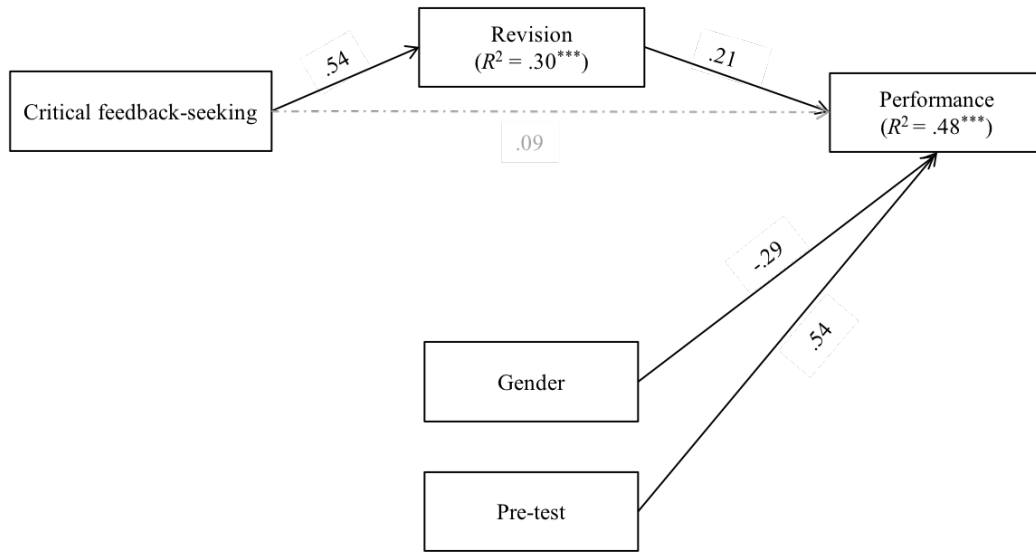 Revision
(R² = .30***)
.54
.21
Critical feedback-seeking
Performance
(R² = .48***)
.09
-.29
.54
Gender
Pre-test